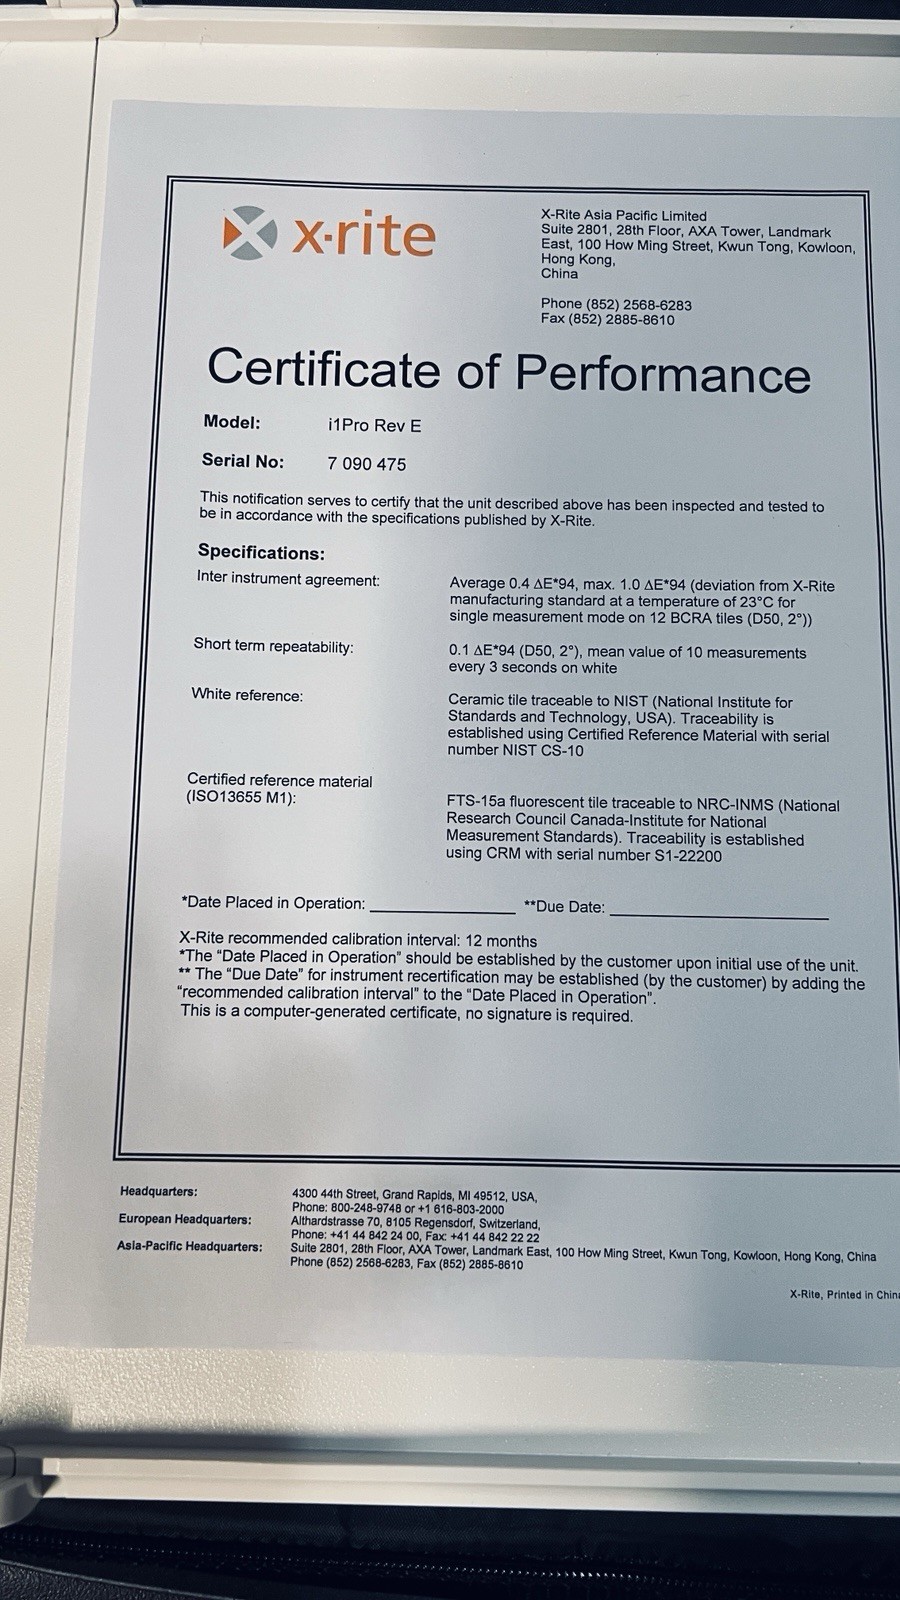 x-rite
X-Rite Asia Pacific Limited
Suite 2801, 28th Floor, AXA Tower, Landmark
East, 100 How Ming Street, Kwun Tong, Kowloon,
Hong Kong,
China
Phone (852) 2568-6283
Fax (852) 2885-8610
Certificate of Performance
Model: i1Pro Rev E
Serial No: 7 090 475
This notification serves to certify that the unit described above has been inspected and tested to
be in accordance with the specifications published by X-Rite.
Specifications:
Inter instrument agreement: Average 0.4 ΔE*94, max. 1.0 ΔE*94 (deviation from X-Rite
manufacturing standard at a temperature of 23°C for
single measurement mode on 12 BCRA tiles (D50, 2°))
Short term repeatability: 0.1 ΔE*94 (D50, 2°), mean value of 10 measurements
every 3 seconds on white
White reference: Ceramic tile traceable to NIST (National Institute for
Standards and Technology, USA). Traceability is
established using Certified Reference Material with serial
number NIST CS-10
Certified reference material
(ISO13655 M1): FTS-15a fluorescent tile traceable to NRC-INMS (National
Research Council Canada-Institute for National
Measurement Standards). Traceability is established
using CRM with serial number S1-22200
*Date Placed in Operation: **Due Date:
X-Rite recommended calibration interval: 12 months
*The “Date Placed in Operation” should be established by the customer upon initial use of the unit.
** The “Due Date” for instrument recertification may be established (by the customer) by adding the
“recommended calibration interval” to the “Date Placed in Operation”.
This is a computer-generated certificate, no signature is required.
Headquarters: 4300 44th Street, Grand Rapids, MI 49512, USA,
Phone: 800-248-9748 or +1 616-803-2000
European Headquarters: Althardstrasse 70, 8105 Regensdorf, Switzerland,
Phone: +41 44 842 24 00, Fax: +41 44 842 22 22
Asia-Pacific Headquarters: Suite 2801, 28th Floor, AXA Tower, Landmark East, 100 How Ming Street, Kwun Tong, Kowloon, Hong Kong, China
Phone (852) 2568-6283, Fax (852) 2885-8610
X-Rite, Printed in China